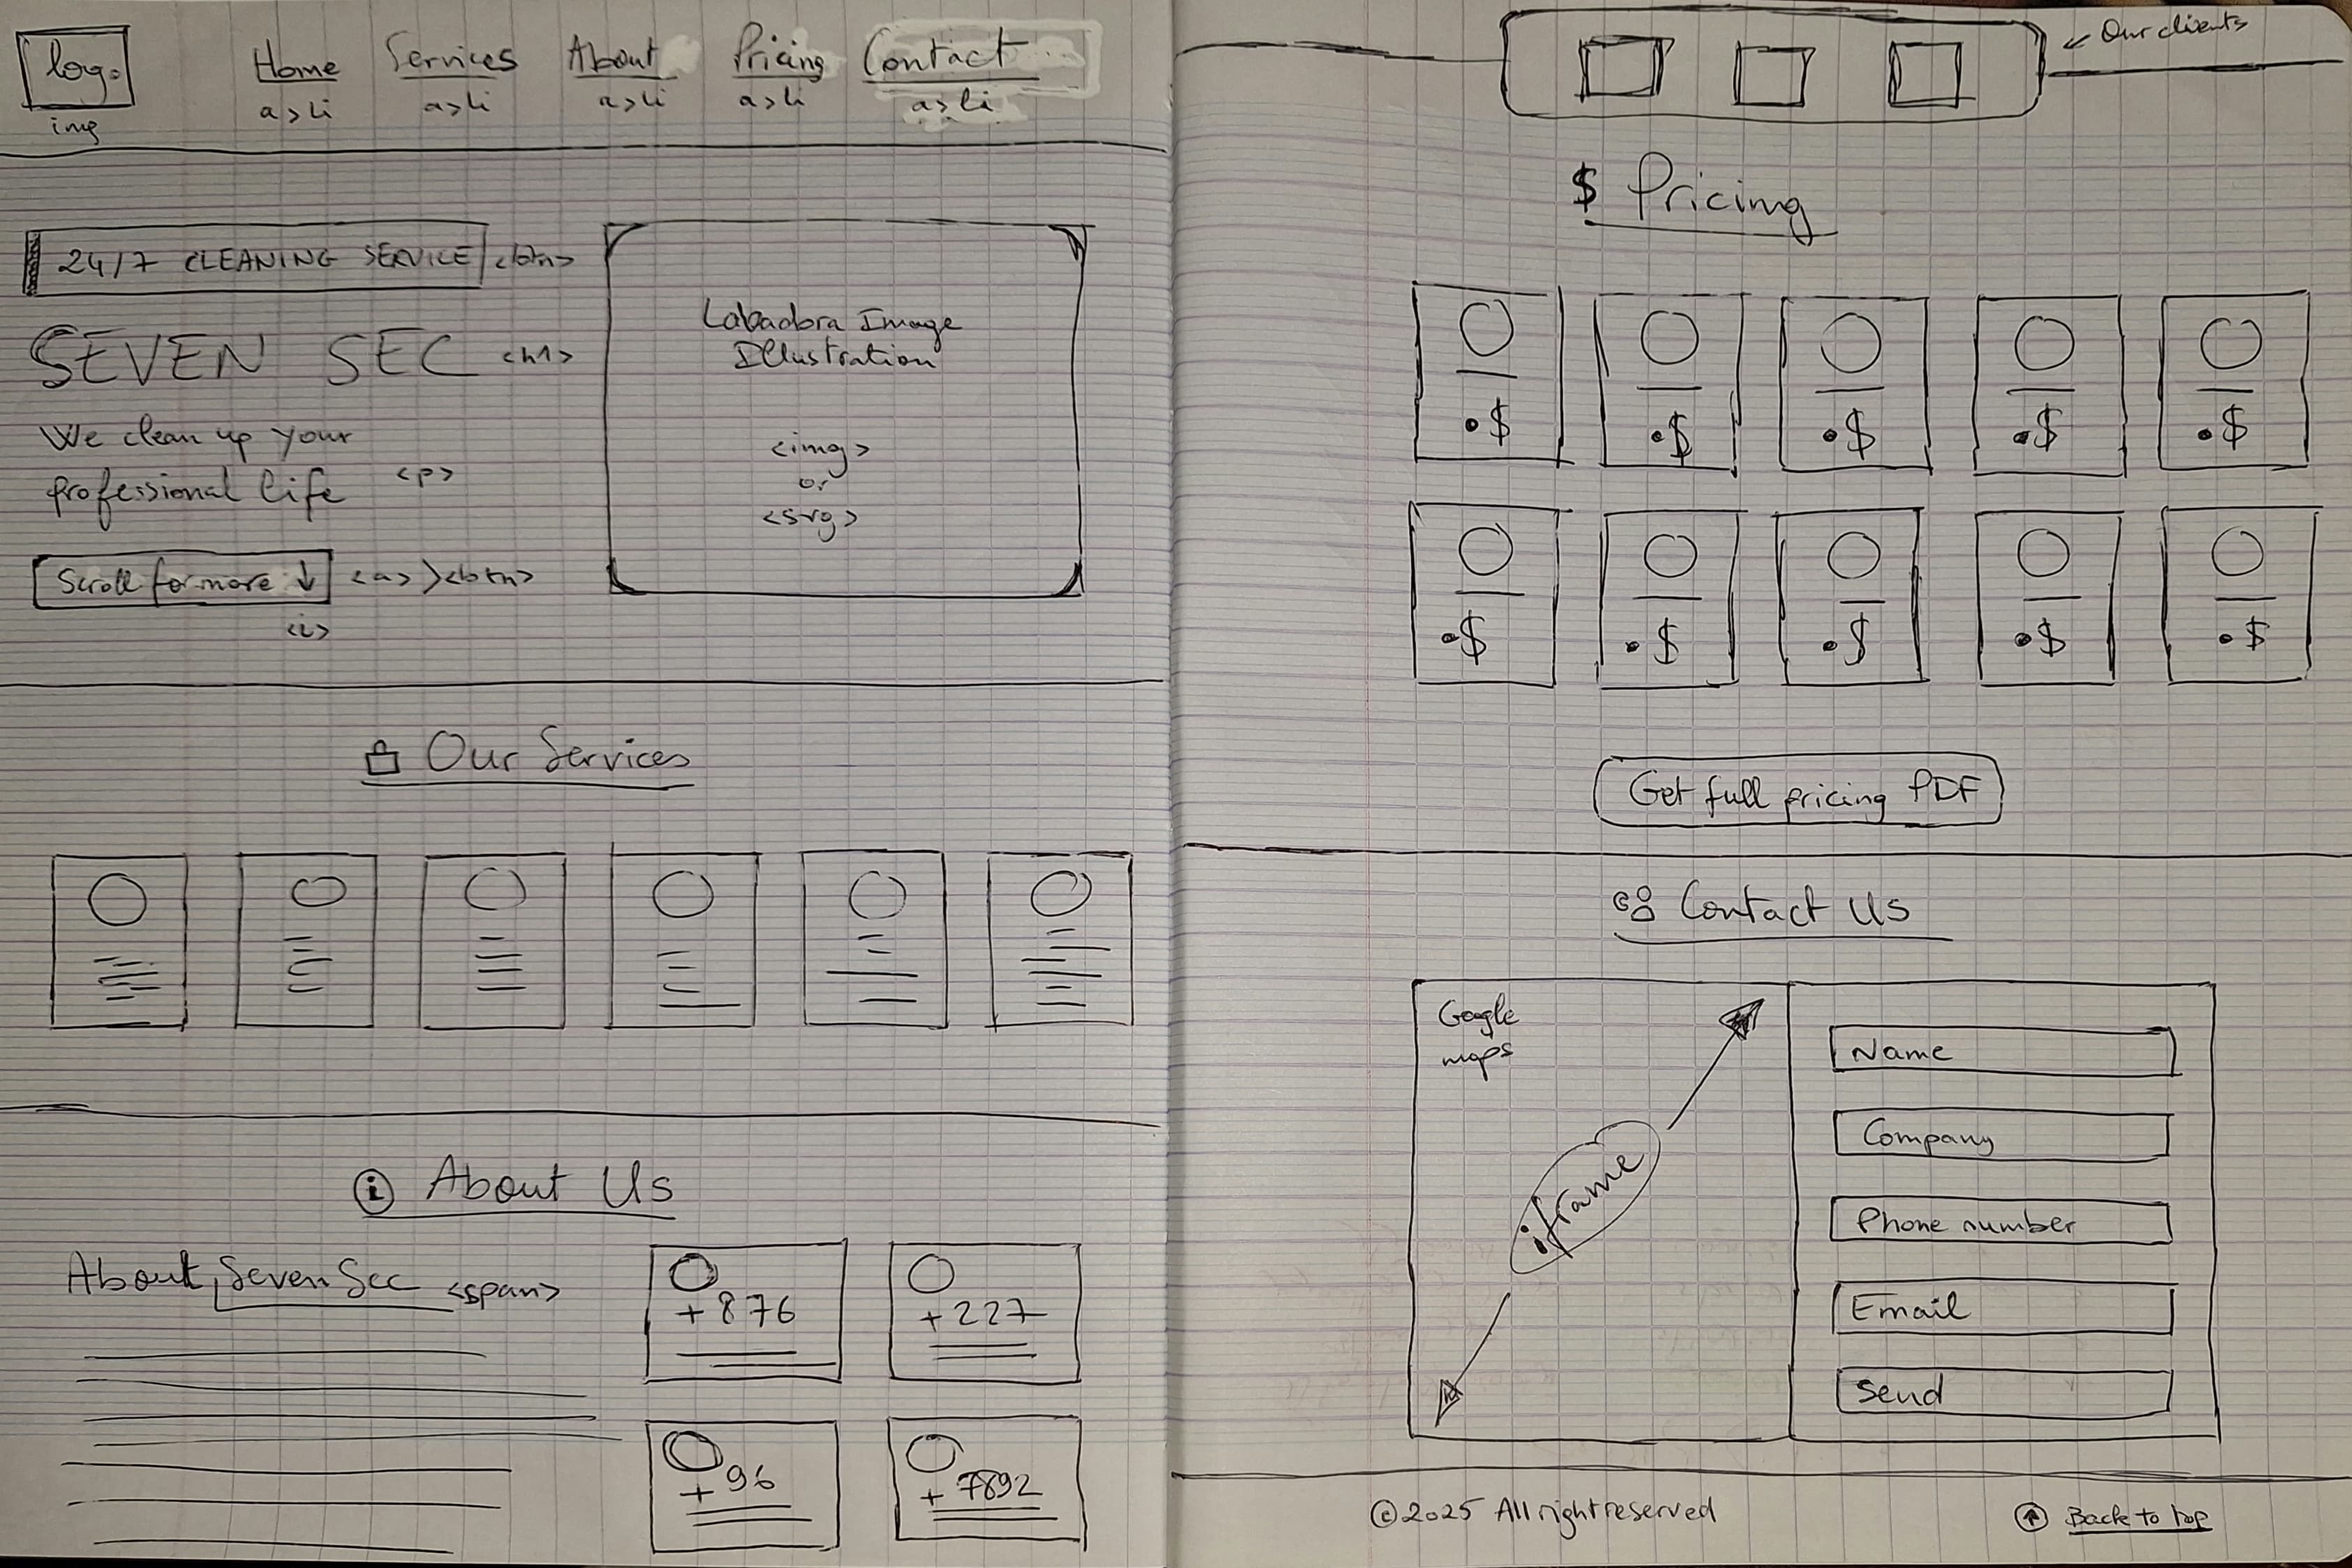 logo
img
Home Services About Pricing Contact
a>li a>li a>li a>li a>li
24/7 CLEANING SERVICE <btn>
SEVEN SEC <h1>
We clean up your
professional life <p>
Scroll for more ↓ <a> > <btn>
<i>
Labadora Image
Illustration
<img>
or
<svg>
Our Services
i About Us
About SevenSec <span>
+876
+227
+96
+7892
← Our clients
$ Pricing
•$ •$ •$ •$ •$
•$ •$ •$ •$ •$
Get full pricing PDF
Contact Us
Google
maps
iframe
Name
Company
Phone number
Email
Send
©2025 All right reserved
↑ Back to top